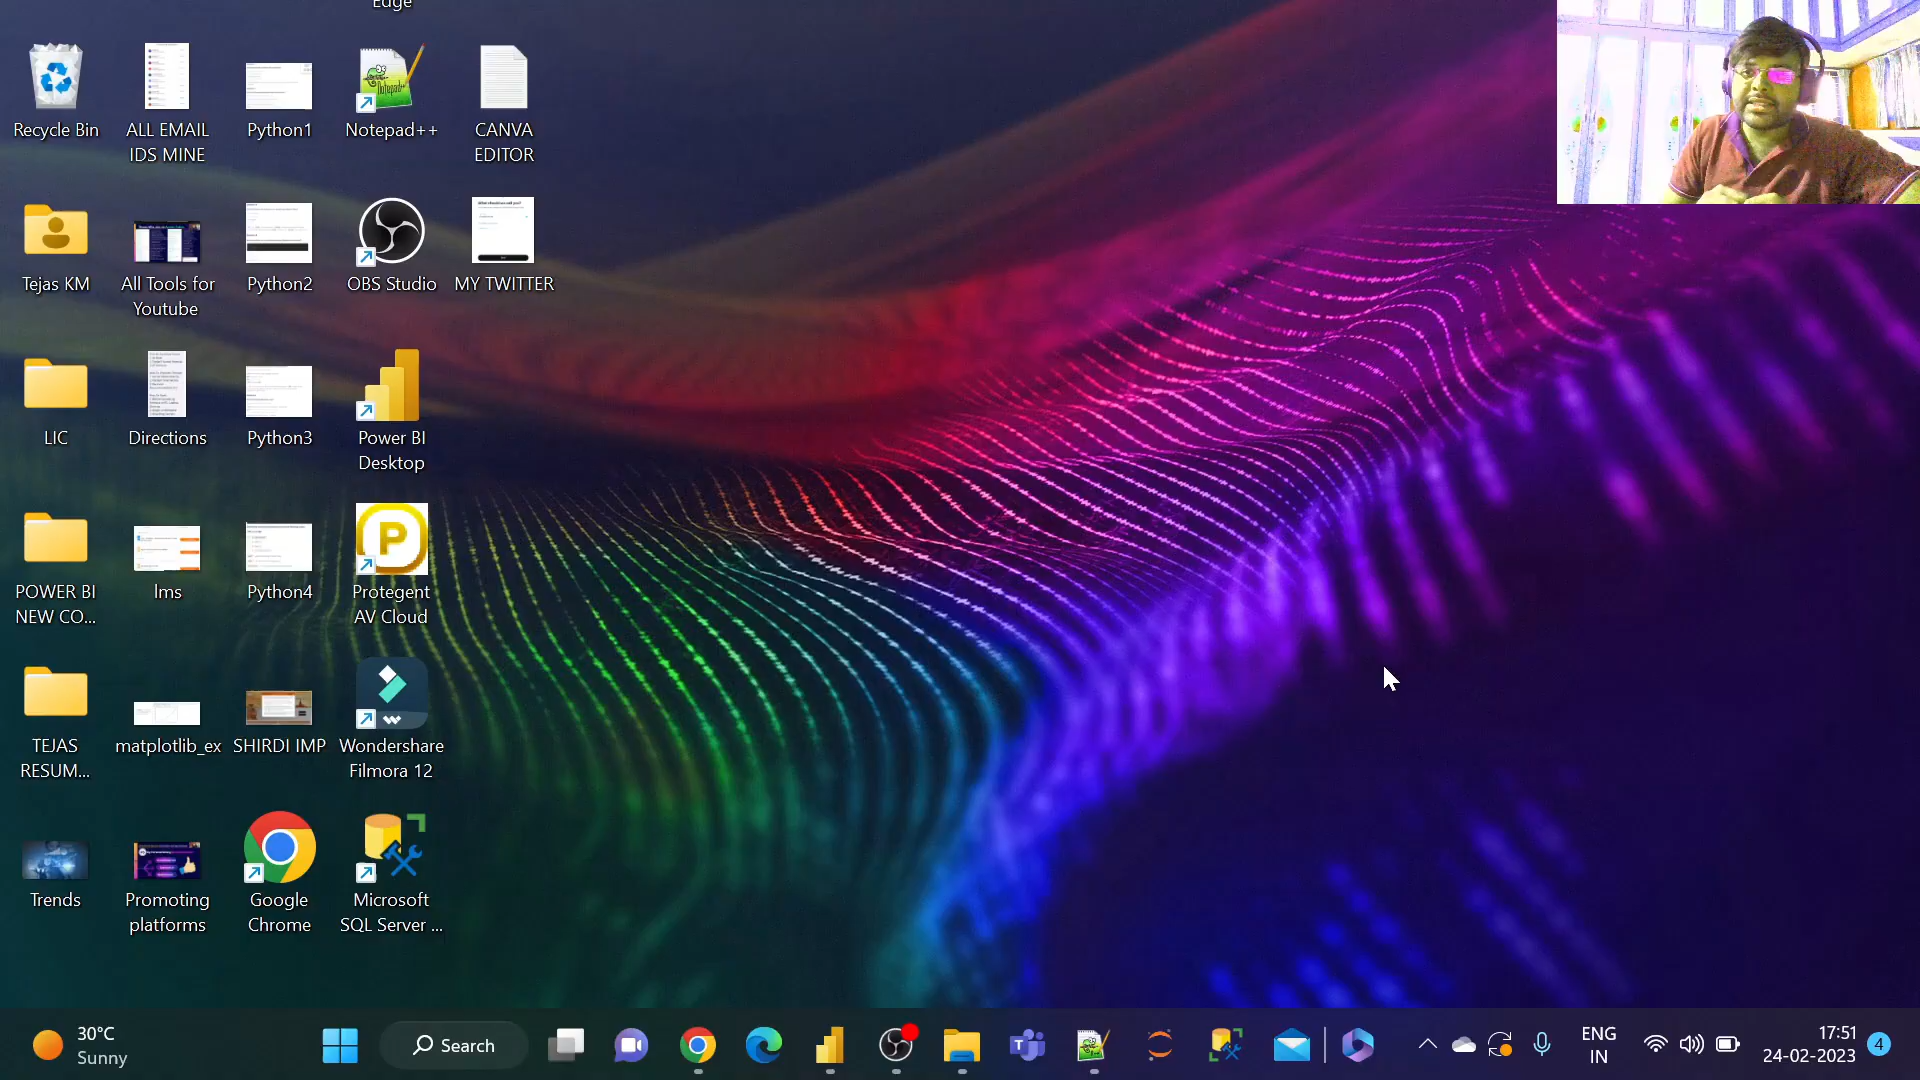 Edge
Recycle Bin
ALL EMAIL
IDS MINE
Python1
Notepad++
CANVA
EDITOR
Tejas KM
All Tools for
Youtube
Python2
OBS Studio
MY TWITTER
LIC
Directions
Python3
Power BI
Desktop
POWER BI
NEW CO...
lms
Python4
Protegent
AV Cloud
TEJAS
RESUM...
matplotlib_ex
SHIRDI IMP
Wondershare
Filmora 12
Trends
Promoting
platforms
Google
Chrome
Microsoft
SQL Server ...
30°C
Sunny
Search
ENG
IN
17:51
24-02-2023
4